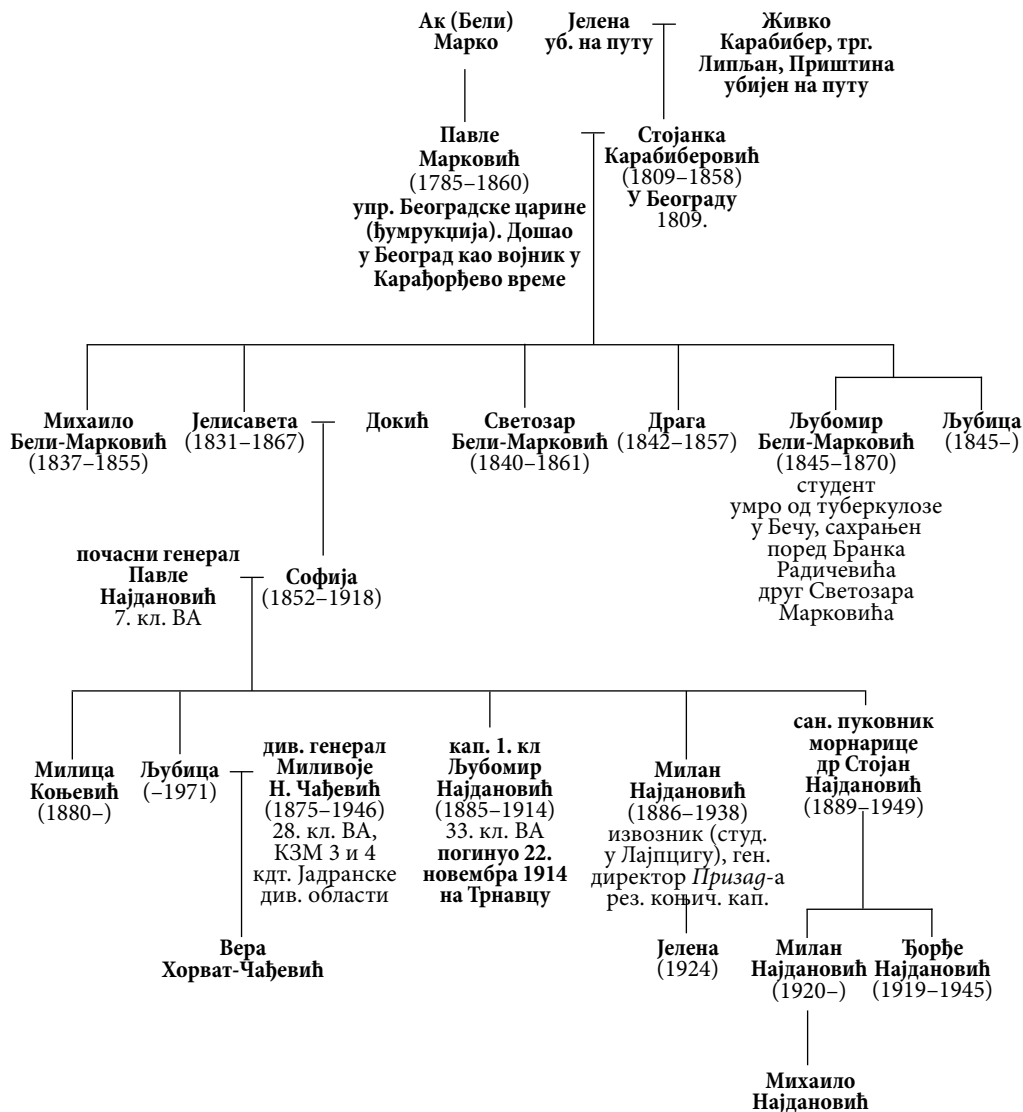 Ак (Бели)
Марко
Јелена
уб. на путу
Живко
Карабибер, трг.
Липљан, Приштина
убијен на путу
Павле
Марковић
(1785–1860)
упр. Београдске царине
(ђумрукџија). Дошао
у Београд као војник у
Карађорђево време
Стојанка
Карабиберовић
(1809–1858)
У Београду
1809.
Михаило
Бели-Марковић
(1837–1855)
Јелисавета
(1831–1867)
Докић
Светозар
Бели-Марковић
(1840–1861)
Драга
(1842–1857)
Љубомир
Бели-Марковић
(1845–1870)
студент
умро од туберкулозе
у Бечу, сахрањен
поред Бранка
Радичевића
друг Светозара
Марковића
Љубица
(1845–)
почасни генерал
Павле
Најдановић
7. кл. ВА
Софија
(1852–1918)
Милица
Коњевић
(1880–)
Љубица
(–1971)
див. генерал
Миливоје
Н. Чађевић
(1875–1946)
28. кл. ВА,
КЗМ 3 и 4
кдт. Јадранске
див. области
кап. 1. кл
Љубомир
Најдановић
(1885–1914)
33. кл. ВА
погинуо 22.
новембра 1914
на Трнавцу
Милан
Најдановић
(1886–1938)
извозник (студ.
у Лајпцигу), ген.
директор Призад-а
рез. коњич. кап.
сан. пуковник
морнарице
др Стојан
Најдановић
(1889–1949)
Вера
Хорват-Чађевић
Јелена
(1924)
Милан
Најдановић
(1920–)
Ђорђе
Најдановић
(1919–1945)
Михаило
Најдановић